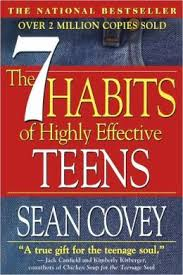 THE NATIONAL BESTSELLER
OVER 2 MILLION COPIES SOLD
The 7 HABITS
of Highly Effective
TEENS
SEAN COVEY
"A true gift for the teenage soul."
— Jack Canfield and Kimberly Kirberger,
coauthors of Chicken Soup for the Teenage Soul